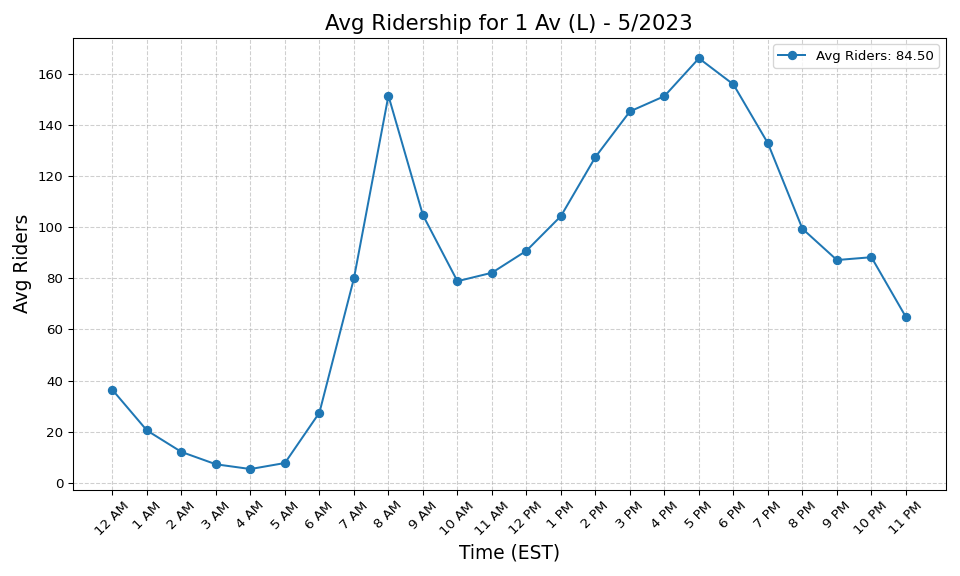 Avg Ridership for 1 Av (L) - 5/2023
Avg Riders: 84.50
Avg Riders
160
140
120
100
80
60
40
20
0
12 AM
1 AM
2 AM
3 AM
4 AM
5 AM
6 AM
7 AM
8 AM
9 AM
10 AM
11 AM
12 PM
1 PM
2 PM
3 PM
4 PM
5 PM
6 PM
7 PM
8 PM
9 PM
10 PM
11 PM
Time (EST)